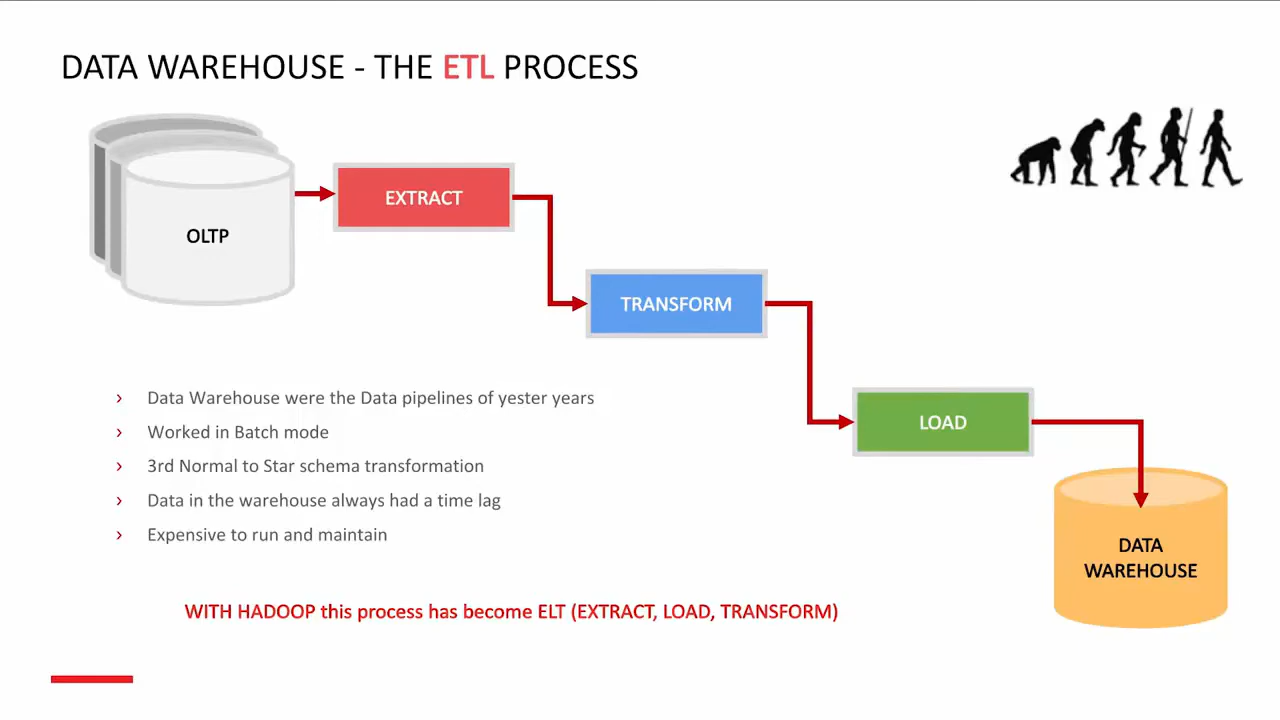 DATA WAREHOUSE - THE ETL PROCESS
OLTP
EXTRACT
TRANSFORM
LOAD
DATA
WAREHOUSE
› Data Warehouse were the Data pipelines of yester years
› Worked in Batch mode
› 3rd Normal to Star schema transformation
› Data in the warehouse always had a time lag
› Expensive to run and maintain
WITH HADOOP this process has become ELT (EXTRACT, LOAD, TRANSFORM)